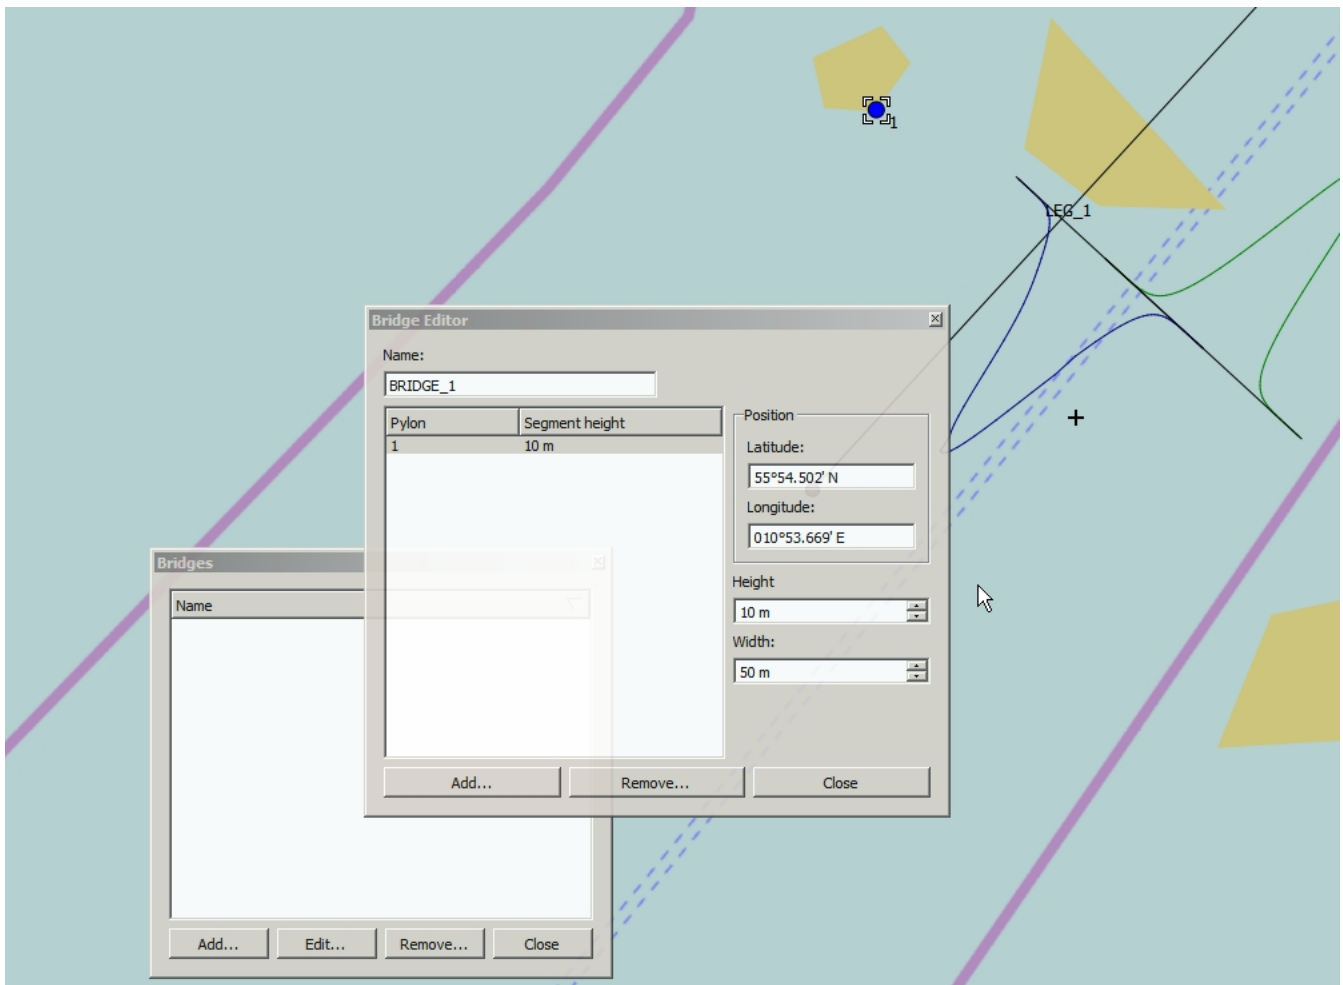 1
LEG_1
Bridge Editor
Name:
BRIDGE_1
Pylon Segment height
1 10 m
Position
Latitude:
55°54.502' N
Longitude:
010°53.669' E
Height
10 m
Width:
50 m
Add... Remove... Close
Bridges
Name
Add... Edit... Remove... Close